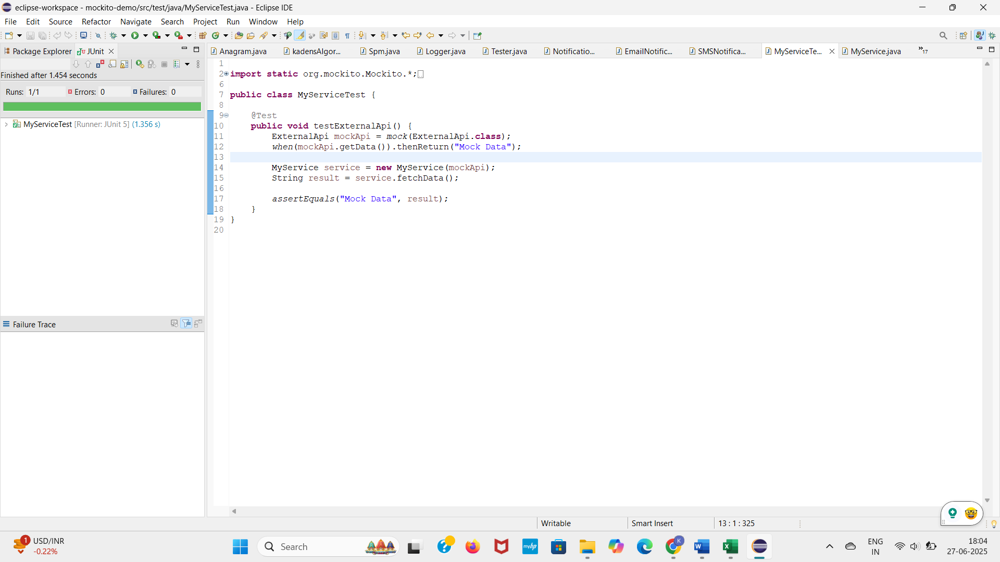 eclipse-workspace - mockito-demo/src/test/java/MyServiceTest.java - Eclipse IDE
File Edit Source Refactor Navigate Search Project Run Window Help
Package Explorer JUnit
Finished after 1.454 seconds
Runs: 1/1 Errors: 0 Failures: 0
MyServiceTest [Runner: JUnit 5] (1.356 s)
Failure Trace
Anagram.java kadensAlgor... Spm.java Logger.java Tester.java Notificatio... EmailNotific... SMSNotifica... MyServiceTe... MyService.java 17
1
2 import static org.mockito.Mockito.*;
6
7 public class MyServiceTest {
8
9 @Test
10 public void testExternalApi() {
11 ExternalApi mockApi = mock(ExternalApi.class);
12 when(mockApi.getData()).thenReturn("Mock Data");
13
14 MyService service = new MyService(mockApi);
15 String result = service.fetchData();
16
17 assertEquals("Mock Data", result);
18 }
19 }
20
Writable Smart Insert 13 : 1 : 325
1 USD/INR
-0.22%
Search
myhp
K
ENG
IN
18:04
27-06-2025